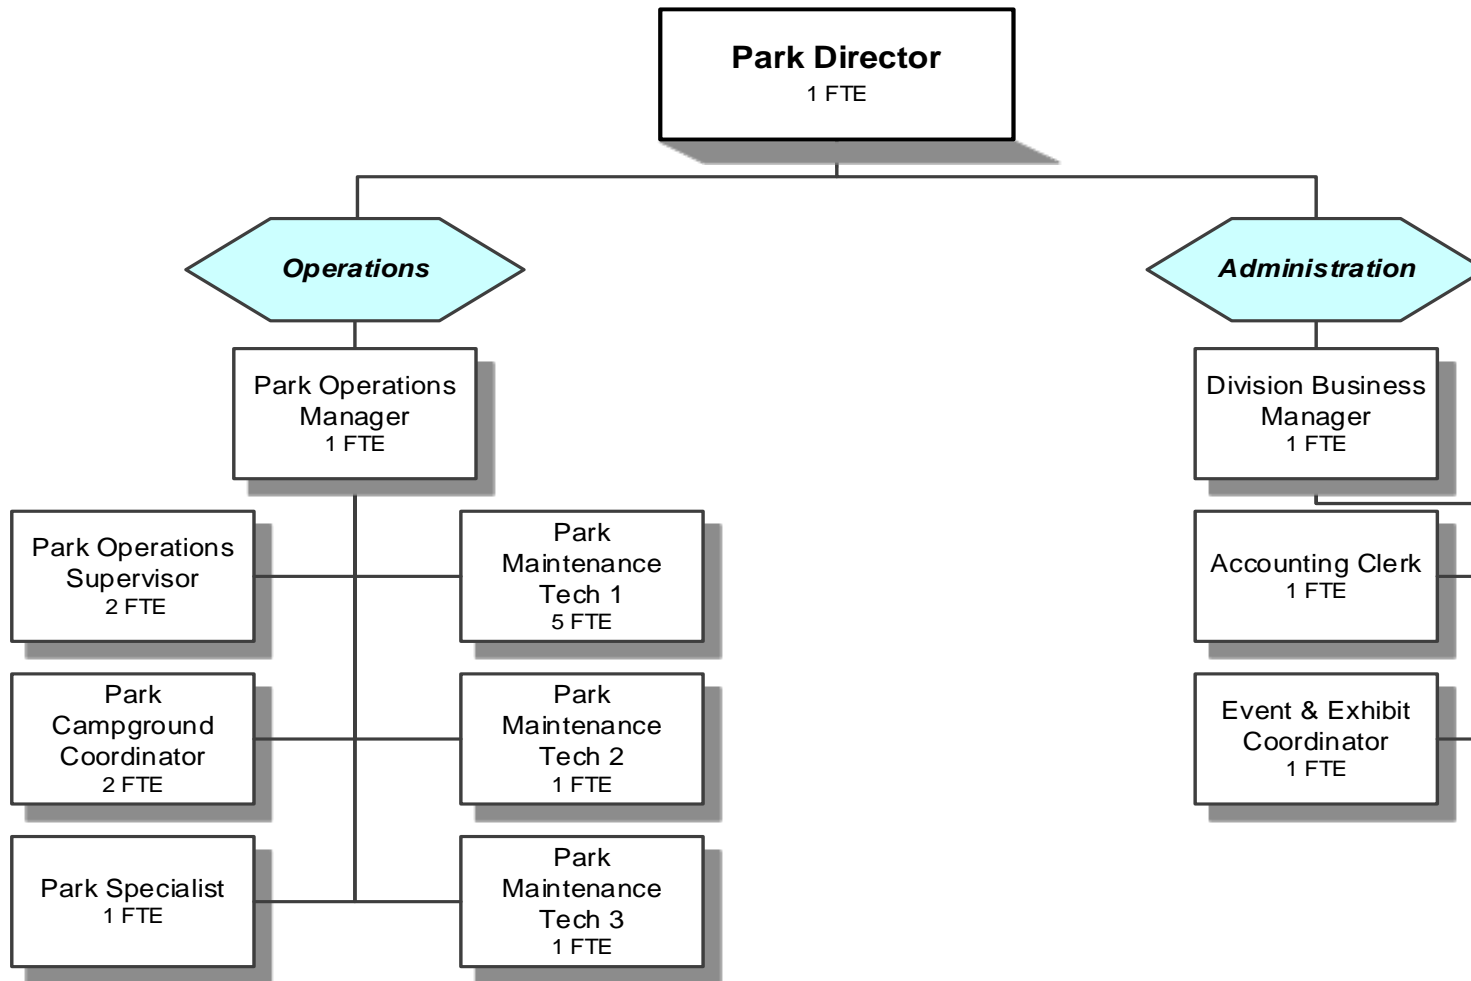 Park Director
1 FTE
Operations
Administration
Park Operations
Manager
1 FTE
Division Business
Manager
1 FTE
Park Operations
Supervisor
2 FTE
Park
Maintenance
Tech 1
5 FTE
Accounting Clerk
1 FTE
Park
Campground
Coordinator
2 FTE
Park
Maintenance
Tech 2
1 FTE
Event & Exhibit
Coordinator
1 FTE
Park Specialist
1 FTE
Park
Maintenance
Tech 3
1 FTE